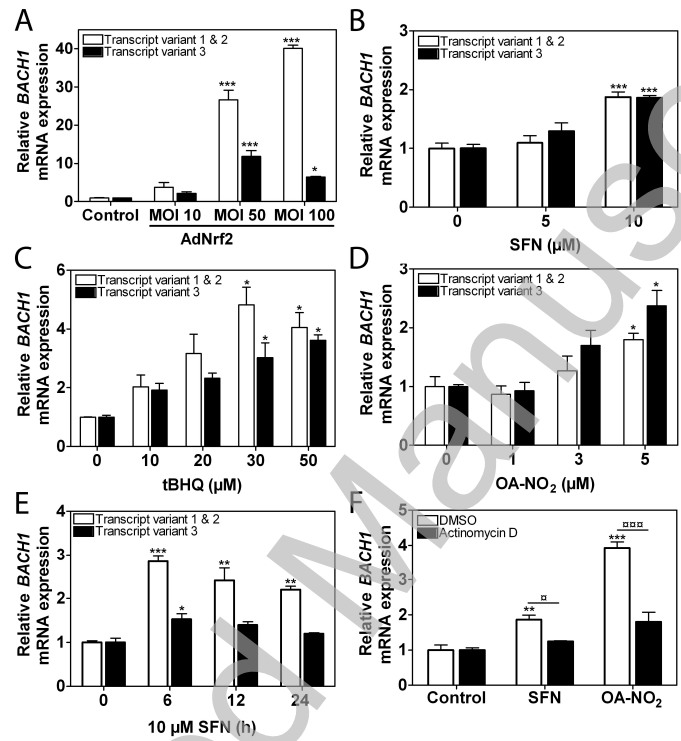 A
Transcript variant 1 & 2
Transcript variant 3
Relative BACH1
mRNA expression
40
30
20
10
0
***
***
***
*
Control
MOI 10
MOI 50
MOI 100
AdNrf2
B
Transcript variant 1 & 2
Transcript variant 3
Relative BACH1
mRNA expression
3
2
1
0
***
***
0
5
10
SFN (µM)
C
Transcript variant 1 & 2
Transcript variant 3
Relative BACH1
mRNA expression
6
4
2
0
*
*
*
*
0
10
20
30
50
tBHQ (µM)
D
Transcript variant 1 & 2
Transcript variant 3
Relative BACH1
mRNA expression
3
2
1
0
*
*
0
1
3
5
OA-NO2 (µM)
E
Transcript variant 1 & 2
Transcript variant 3
Relative BACH1
mRNA expression
4
3
2
1
0
***
*
**
**
0
6
12
24
10 µM SFN (h)
F
DMSO
Actinomycin D
Relative BACH1
mRNA expression
5
4
3
2
1
0
**
¤
***
¤¤¤
Control
SFN
OA-NO2
d Manusc